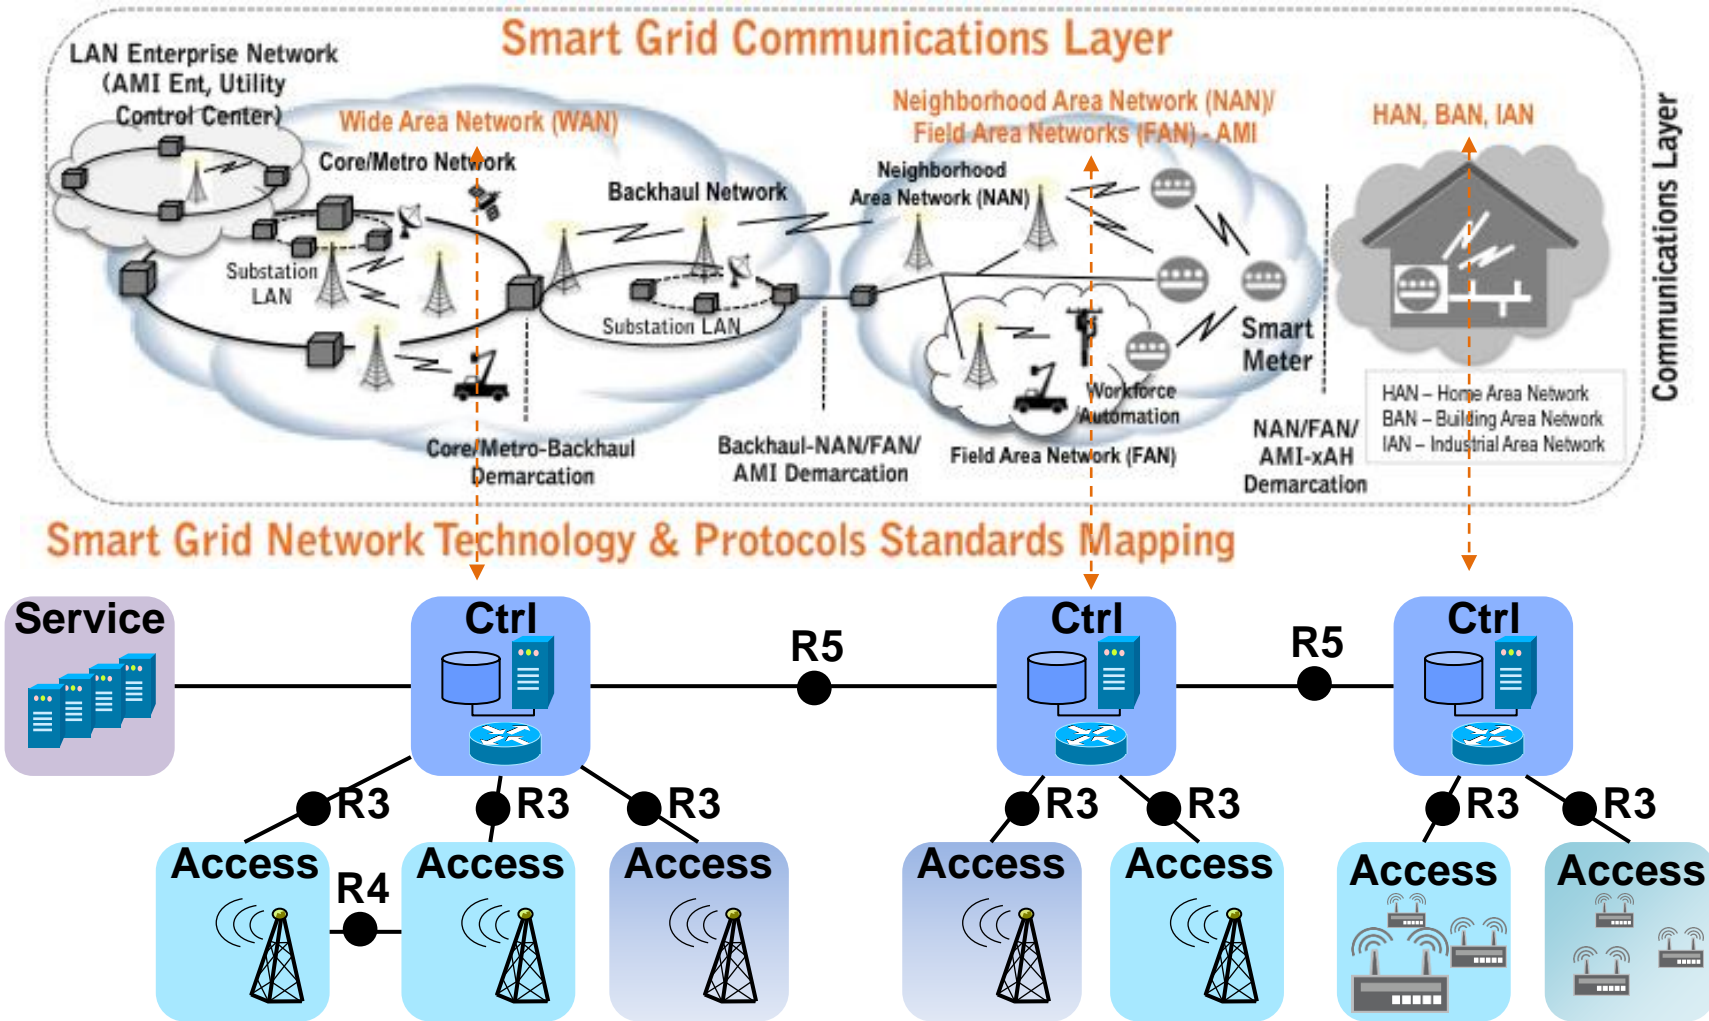 Smart Grid Communications Layer
LAN Enterprise Network
(AMI Ent, Utility
Control Center)
Wide Area Network (WAN)
Core/Metro Network
Backhaul Network
Neighborhood Area Network (NAN)/
Field Area Networks (FAN) - AMI
Neighborhood
Area Network (NAN)
HAN, BAN, IAN
Communications Layer
Substation
LAN
Substation LAN
Smart
Meter
Workforce
Automation
Field Area Network (FAN)
Core/Metro-Backhaul
Demarcation
Backhaul-NAN/FAN/
AMI Demarcation
NAN/FAN/
AMI-xAH
Demarcation
HAN – Home Area Network
BAN – Building Area Network
IAN – Industrial Area Network
Smart Grid Network Technology & Protocols Standards Mapping
Service
Ctrl
R5
Ctrl
R5
Ctrl
R3
R3
R3
R3
R3
R3
R3
Access
R4
Access
Access
Access
Access
Access
Access